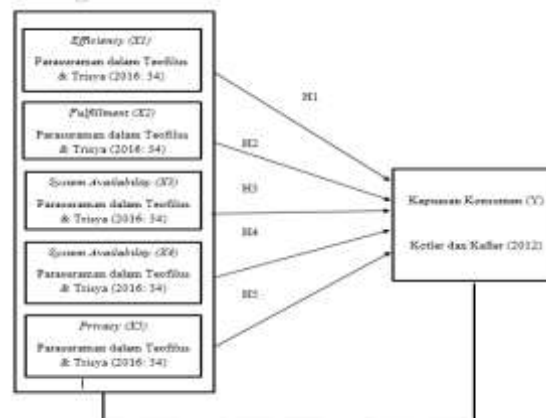 Efficiency (X1)
Parasuraman dalam Teofilus
& Trisya (2016: 34)
H1
Fulfillment (X2)
Parasuraman dalam Teofilus
& Trisya (2016: 34)
H2
System Availability (X3)
Parasuraman dalam Teofilus
& Trisya (2016: 34)
H3
Kepuasan Konsumen (Y)
Kotler dan Keller (2012)
H4
System Availability (X4)
Parasuraman dalam Teofilus
& Trisya (2016: 34)
H5
Privacy (X5)
Parasuraman dalam Teofilus
& Trisya (2016: 34)